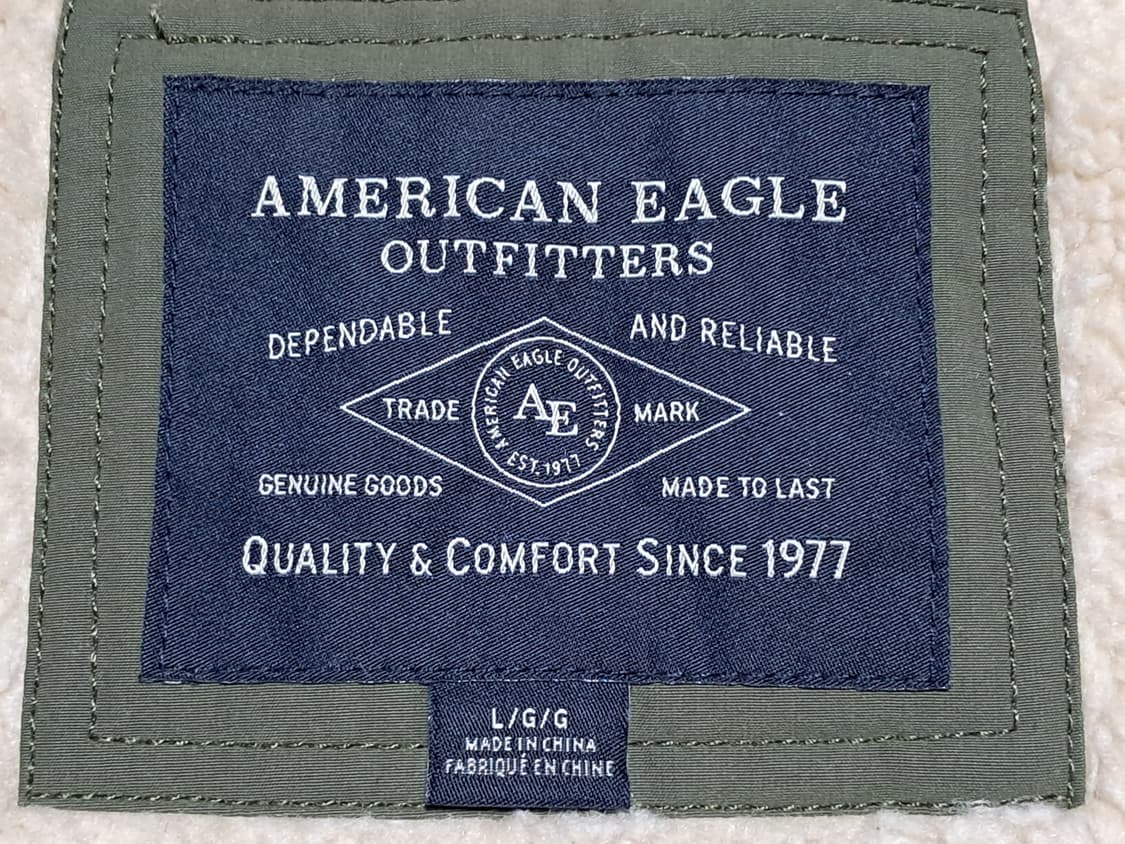 AMERICAN EAGLE
OUTFITTERS
DEPENDABLE AND RELIABLE
TRADE MARK
AMERICAN EAGLE OUTFITTERS
AE
EST. 1977
GENUINE GOODS MADE TO LAST
QUALITY & COMFORT SINCE 1977
L/G/G
MADE IN CHINA
FABRIQUÉ EN CHINE